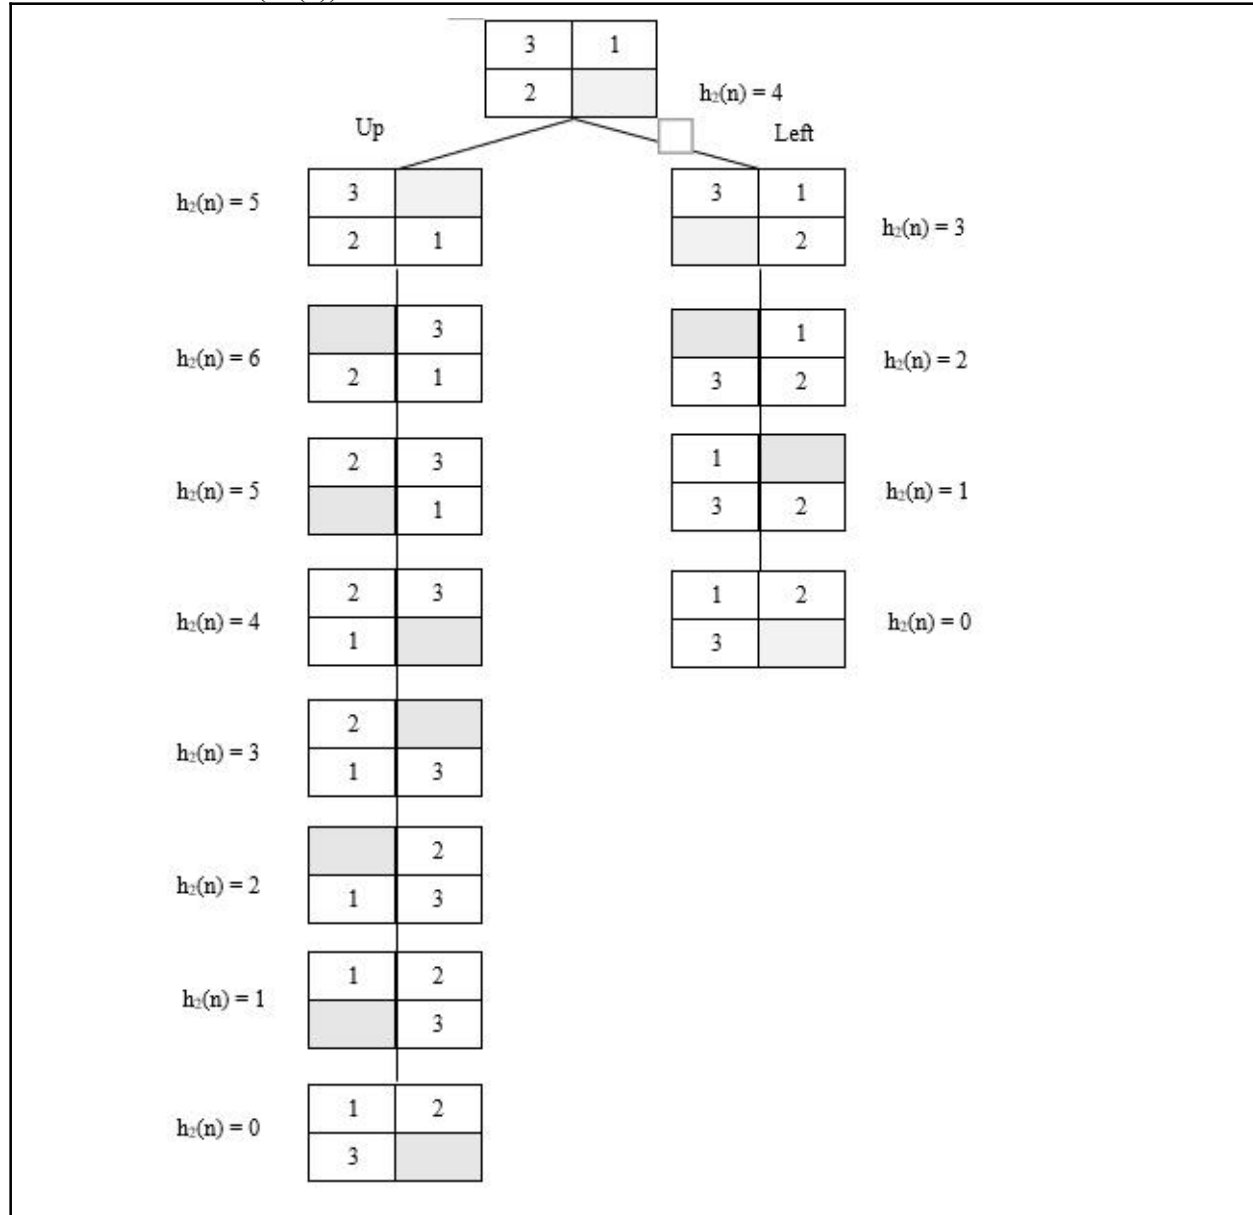 3 1
2
h₂(n) = 4
Up
Left
h₂(n) = 5
3
2 1
3 1
2
h₂(n) = 3
h₂(n) = 6
3
2 1
1
3 2
h₂(n) = 2
h₂(n) = 5
2 3
1
1
3 2
h₂(n) = 1
h₂(n) = 4
2 3
1
1 2
3
h₂(n) = 0
h₂(n) = 3
2
1 3
h₂(n) = 2
2
1 3
h₂(n) = 1
1 2
3
h₂(n) = 0
1 2
3